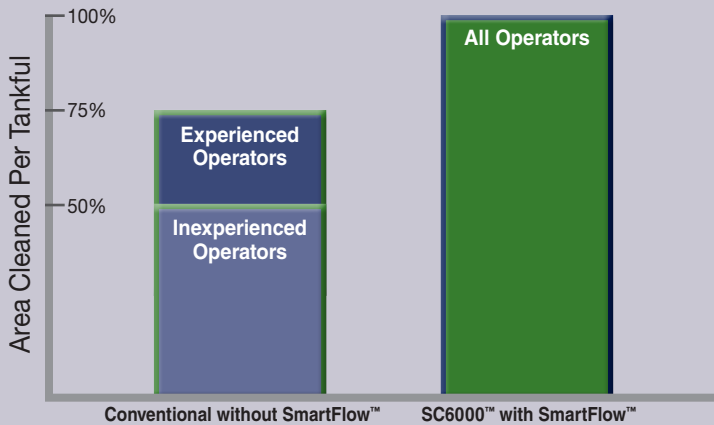 100%
All Operators
75%
Experienced
Operators
50%
Inexperienced
Operators
Area Cleaned Per Tankful
Conventional without SmartFlow™
SC6000™ with SmartFlow™